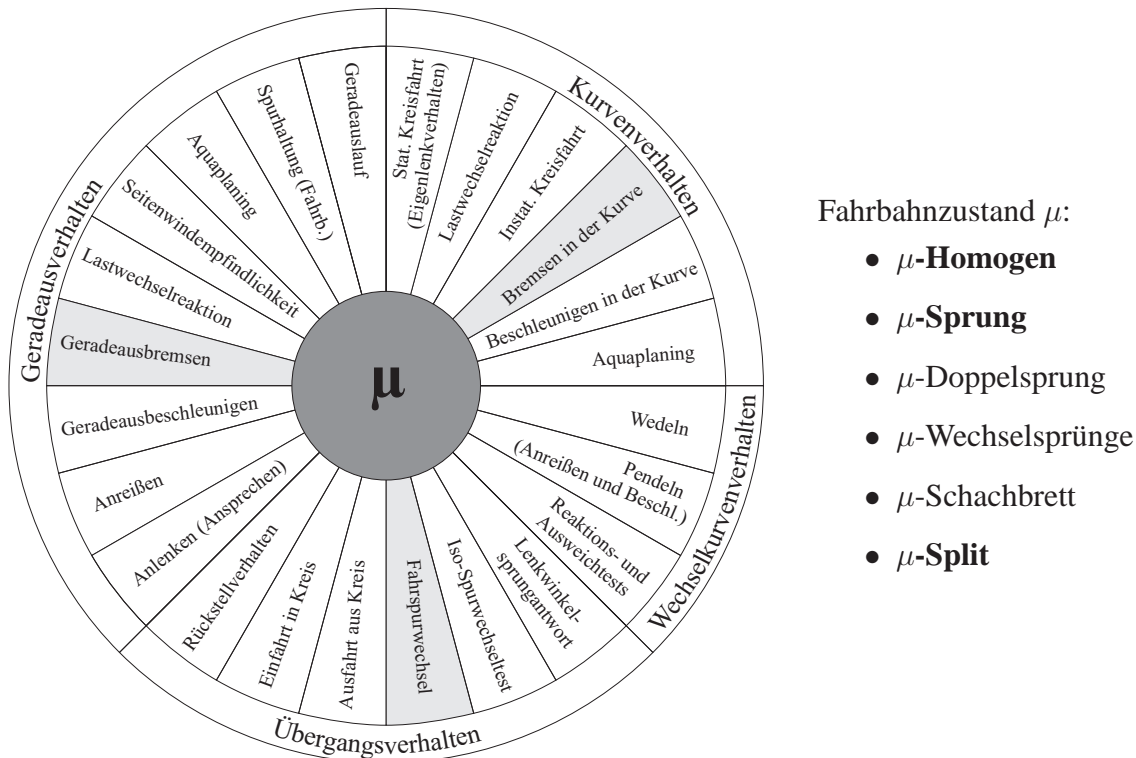 Kurvenverhalten
Stat. Kreisfahrt
(Eigenlenkverhalten)
Lastwechselreaktion
Instat. Kreisfahrt
Bremsen in der Kurve
Beschleunigen in der Kurve
Aquaplaning
Wechselkurvenverhalten
Wedeln
Pendeln
(Anreißen und Beschl.)
Reaktions- und
Ausweichtests
Übergangsverhalten
Lenkwinkel-
sprungantwort
Iso-Spurwechseltest
Fahrspurwechsel
Ausfahrt aus Kreis
Einfahrt in Kreis
Rückstellverhalten
Geradeausverhalten
Anlenken (Ansprechen)
Anreißen
Geradeausbeschleunigen
Geradeausbremsen
Lastwechselreaktion
Seitenwindempfindlichkeit
Aquaplaning
Spurhaltung (Fahrb.)
Geradeauslauf
μ
Fahrbahnzustand μ:
• μ-Homogen
• μ-Sprung
• μ-Doppelsprung
• μ-Wechselsprünge
• μ-Schachbrett
• μ-Split